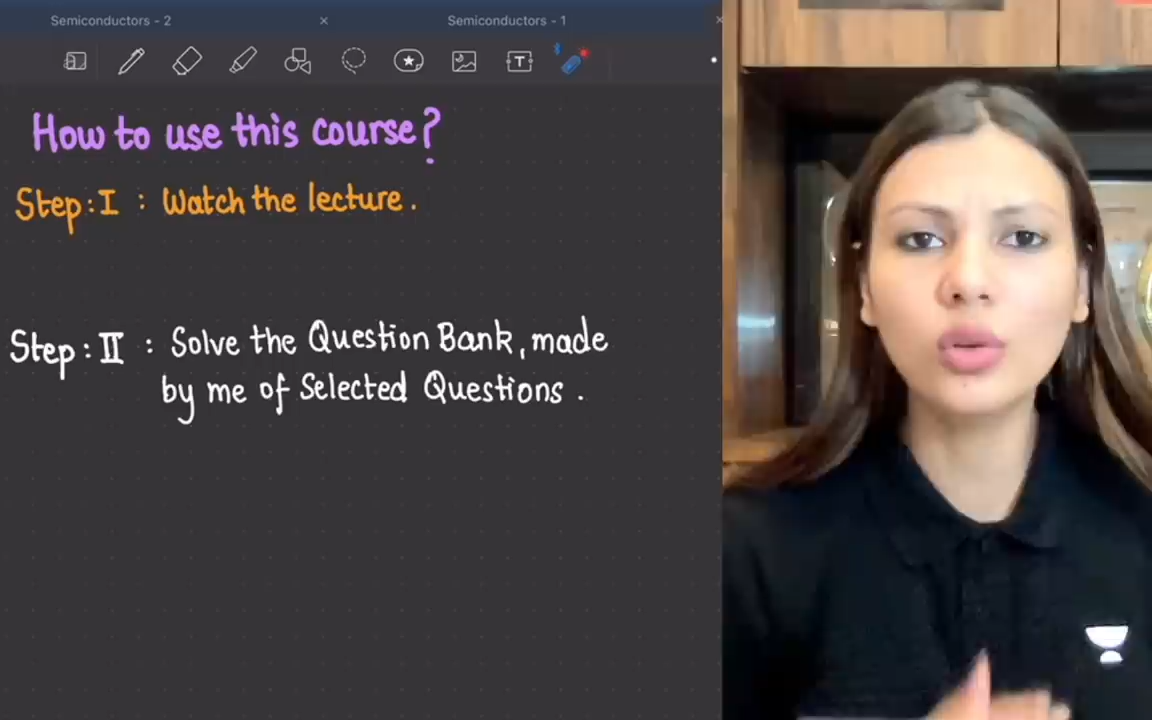 Semiconductors - 2
Semiconductors - 1
T
How to use this course?
Step:I : Watch the lecture.
Step:II : Solve the Question Bank, made
by me of Selected Questions.